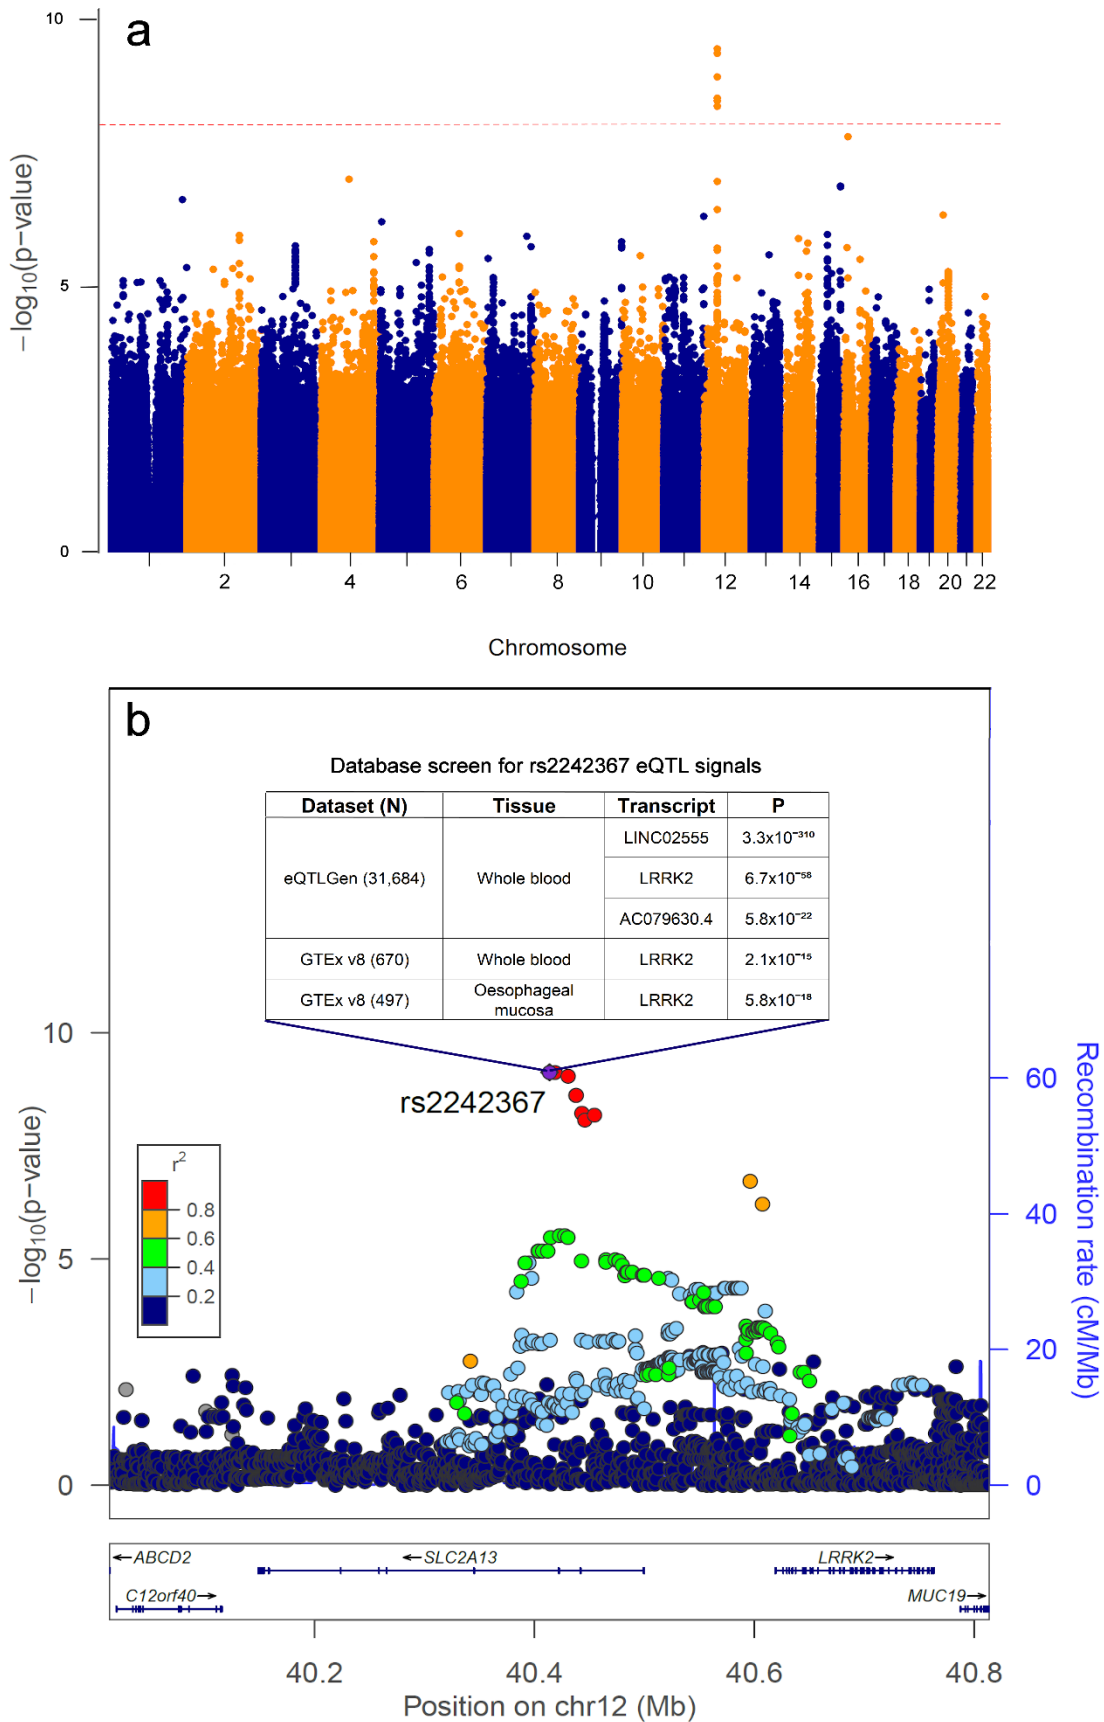 a
10
5
0
−log10(p−value)
2 4 6 8 10 12 14 16 18 20 22
Chromosome
b
Database screen for rs2242367 eQTL signals
Dataset (N) Tissue Transcript P
eQTLGen (31,684) Whole blood LINC02555 3.3x10⁻³¹⁰
LRRK2 6.7x10⁻⁵⁸
AC079630.4 5.8x10⁻²²
GTEx v8 (670) Whole blood LRRK2 2.1x10⁻¹⁵
GTEx v8 (497) Oesophageal mucosa LRRK2 5.8x10⁻¹⁸
rs2242367
10
5
0
−log10(p−value)
r²
0.8
0.6
0.4
0.2
60
40
20
0
Recombination rate (cM/Mb)
←ABCD2
←SLC2A13
LRRK2→
C12orf40→
MUC19→
40.2 40.4 40.6 40.8
Position on chr12 (Mb)